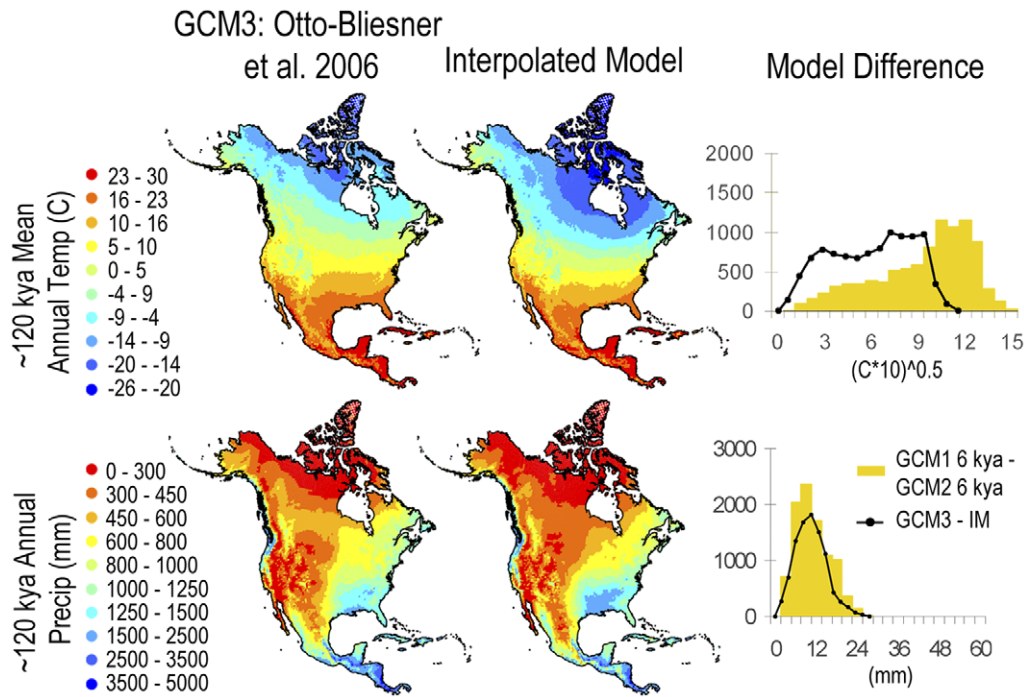 GCM3: Otto-Bliesner
et al. 2006
Interpolated Model
Model Difference
~120 kya Mean
Annual Temp (C)
23 - 30
16 - 23
10 - 16
5 - 10
0 - 5
-4 - 9
-9 - -4
-14 - -9
-20 - -14
-26 - -20
2000
1500
1000
500
0
0 3 6 9 12 15
(C*10)^0.5
~120 kya Annual
Precip (mm)
0 - 300
300 - 450
450 - 600
600 - 800
800 - 1000
1000 - 1250
1250 - 1500
1500 - 2500
2500 - 3500
3500 - 5000
3000
2000
1000
0
GCM1 6 kya -
GCM2 6 kya
GCM3 - IM
0 12 24 36 48 60
(mm)